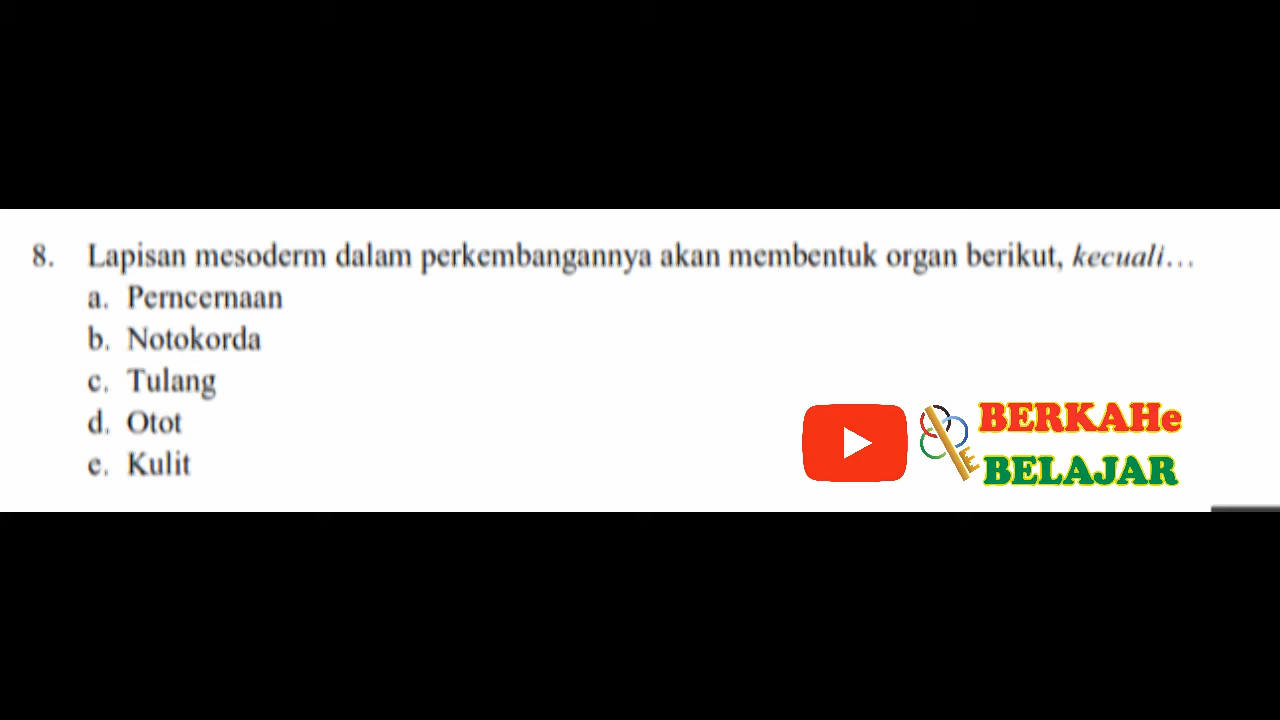 8. Lapisan mesoderm dalam perkembangannya akan membentuk organ berikut, kecuali…
a. Perncernaan
b. Notokorda
c. Tulang
d. Otot
e. Kulit
BERKAHe
BELAJAR